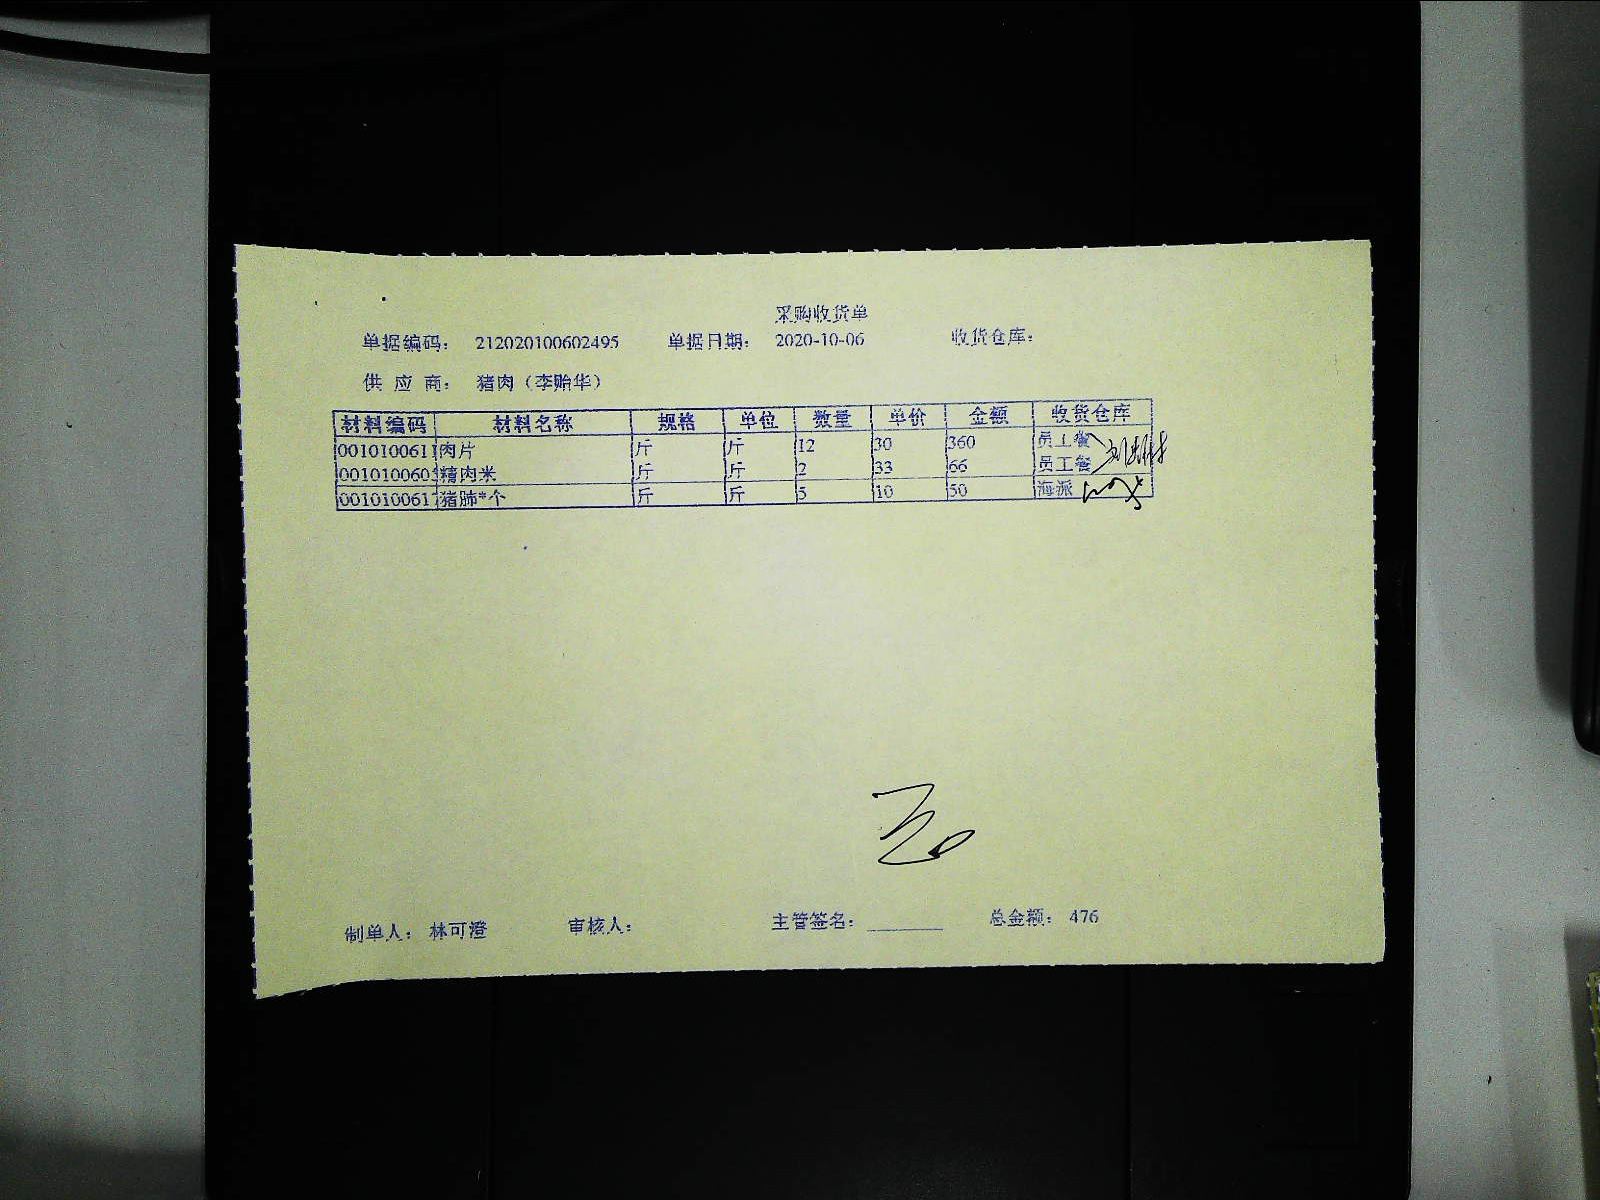 采购收货单
单据编码： 212020100602495 单据日期： 2020-10-06 收货仓库：
供 应 商： 猪肉（李贻华）
材料编码 材料名称 规格 单位 数量 单价 金额 收货仓库
001010061 肉片 斤 斤 12 30 360 员工餐
001010060 精肉米 斤 斤 2 33 66 员工餐
001010061 猪肺*个 斤 斤 5 10 50 海派
制单人： 林可澄 审核人： 主管签名： 总金额： 476